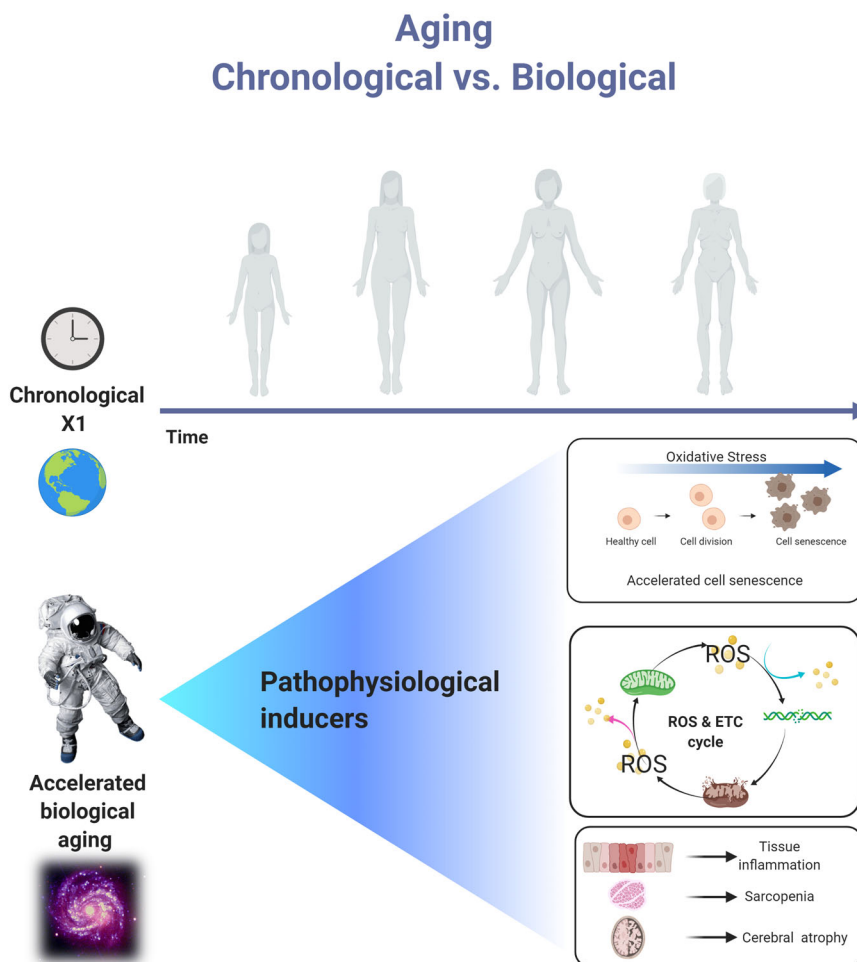 Aging
Chronological vs. Biological
Chronological
X1
Time
Oxidative Stress
Healthy cell
Cell division
Cell senescence
Accelerated cell senescence
Pathophysiological
inducers
ROS
ROS & ETC
cycle
ROS
Accelerated
biological
aging
Tissue
inflammation
Sarcopenia
Cerebral atrophy